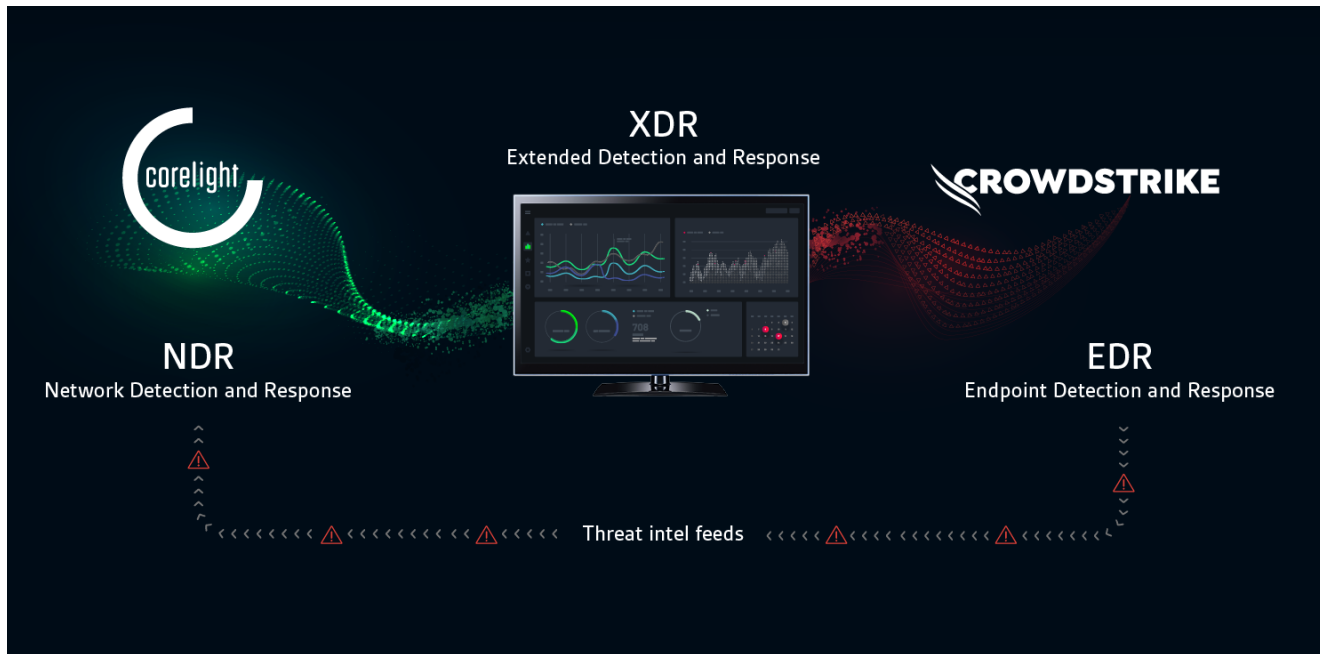 corelight
XDR
Extended Detection and Response
CROWDSTRIKE
708
NDR
Network Detection and Response
EDR
Endpoint Detection and Response
Threat intel feeds